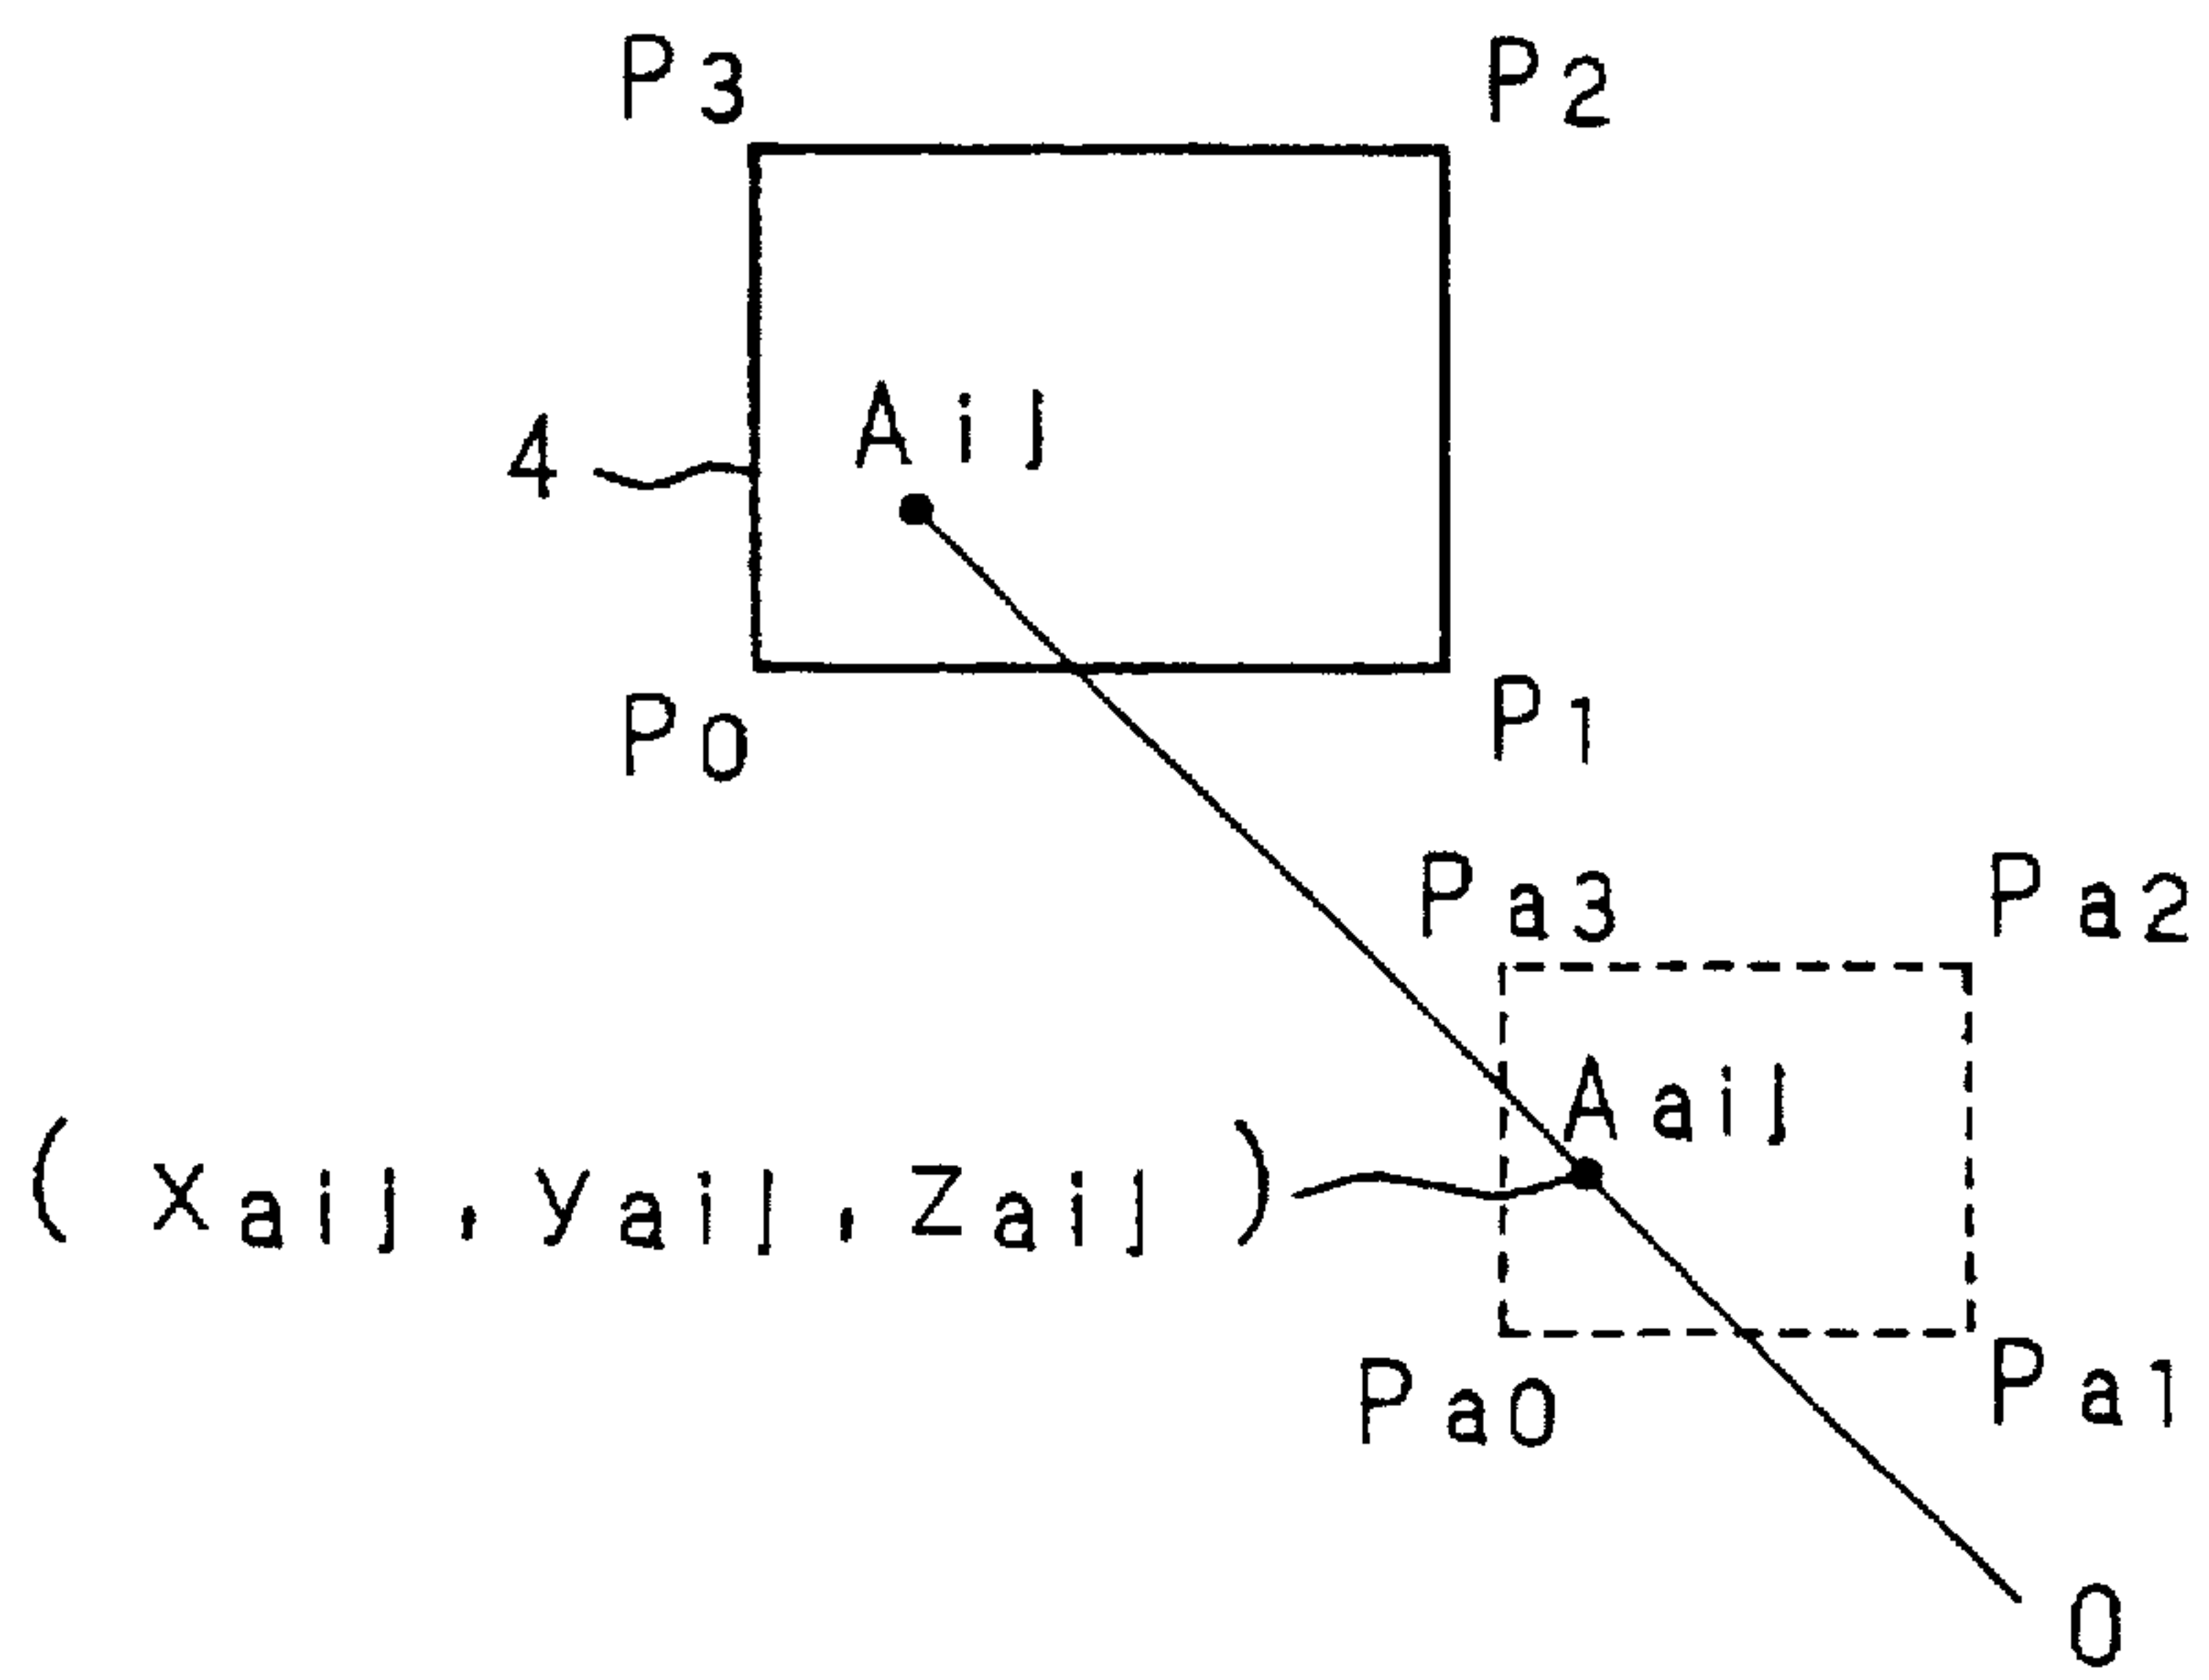 P3
P2
Aij
4
P0
P1
Pa3
Pa2
Aaij
(xaij, yaij, zaij)
Pa0
Pa1
O